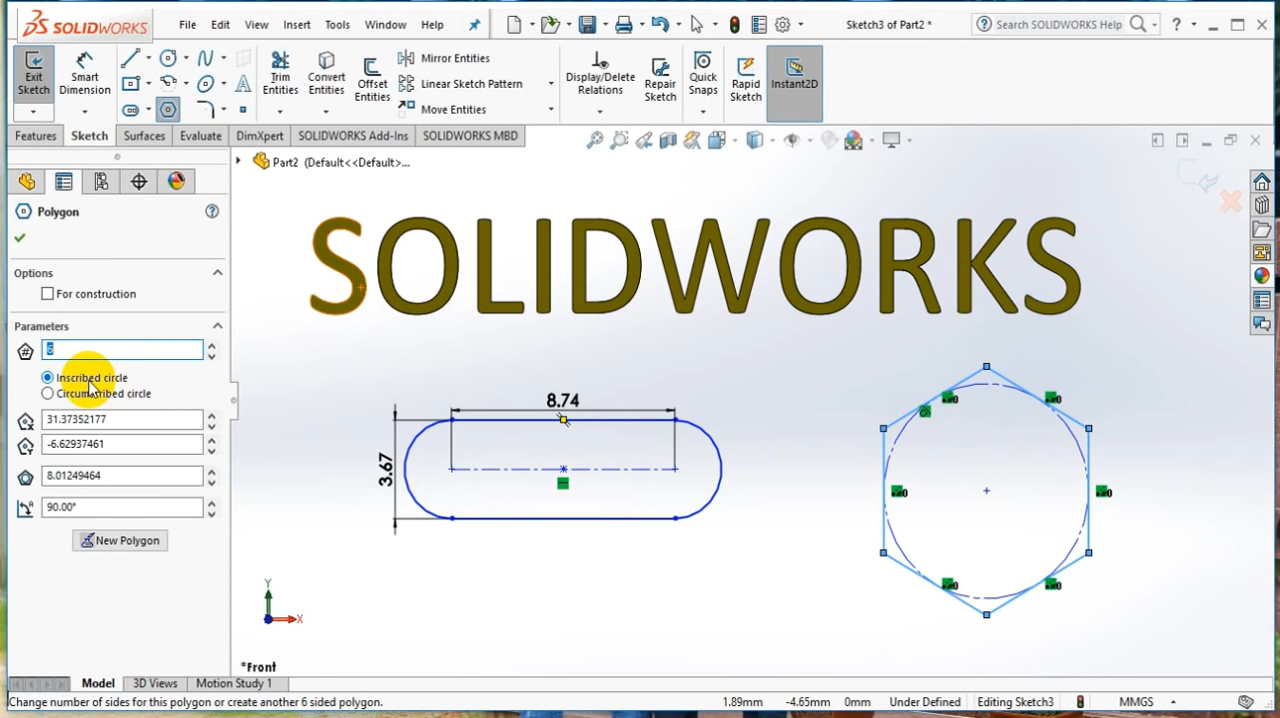 SOLIDWORKS File Edit View Insert Tools Window Help Sketch3 of Part2 * Search SOLIDWORKS Help ?
Exit Sketch
Smart Dimension
Trim Entities
Convert Entities
Offset Entities
Mirror Entities
Linear Sketch Pattern
Move Entities
Display/Delete Relations
Repair Sketch
Quick Snaps
Rapid Sketch
Instant2D
Features Sketch Surfaces Evaluate DimXpert SOLIDWORKS Add-Ins SOLIDWORKS MBD
Part2 (Default<<Default>...
Polygon
Options
For construction
Parameters
6
Inscribed circle
Circumscribed circle
31.37352177
-6.62937461
8.01249464
90.00°
New Polygon
SOLIDWORKS
8.74
3.67
Y
X
*Front
Model 3D Views Motion Study 1
Change number of sides for this polygon or create another 6 sided polygon. 1.89mm -4.65mm 0mm Under Defined Editing Sketch3 MMGS